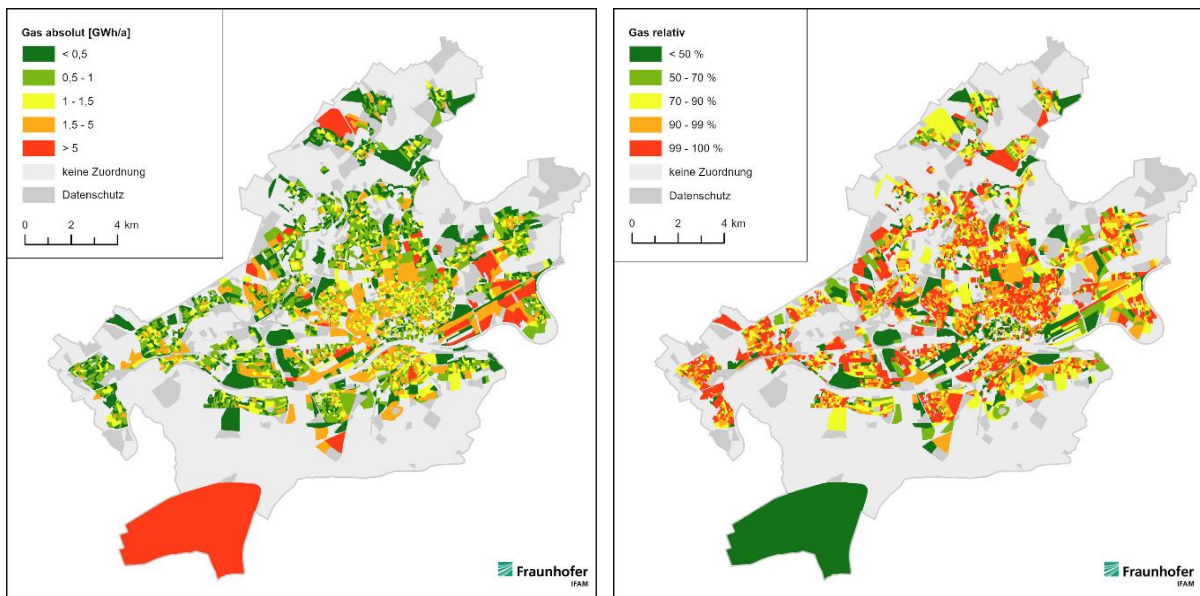 Gas absolut [GWh/a]
< 0,5
0,5 - 1
1 - 1,5
1,5 - 5
> 5
keine Zuordnung
Datenschutz
0 2 4 km
Fraunhofer
IFAM
Gas relativ
< 50 %
50 - 70 %
70 - 90 %
90 - 99 %
99 - 100 %
keine Zuordnung
Datenschutz
0 2 4 km
Fraunhofer
IFAM